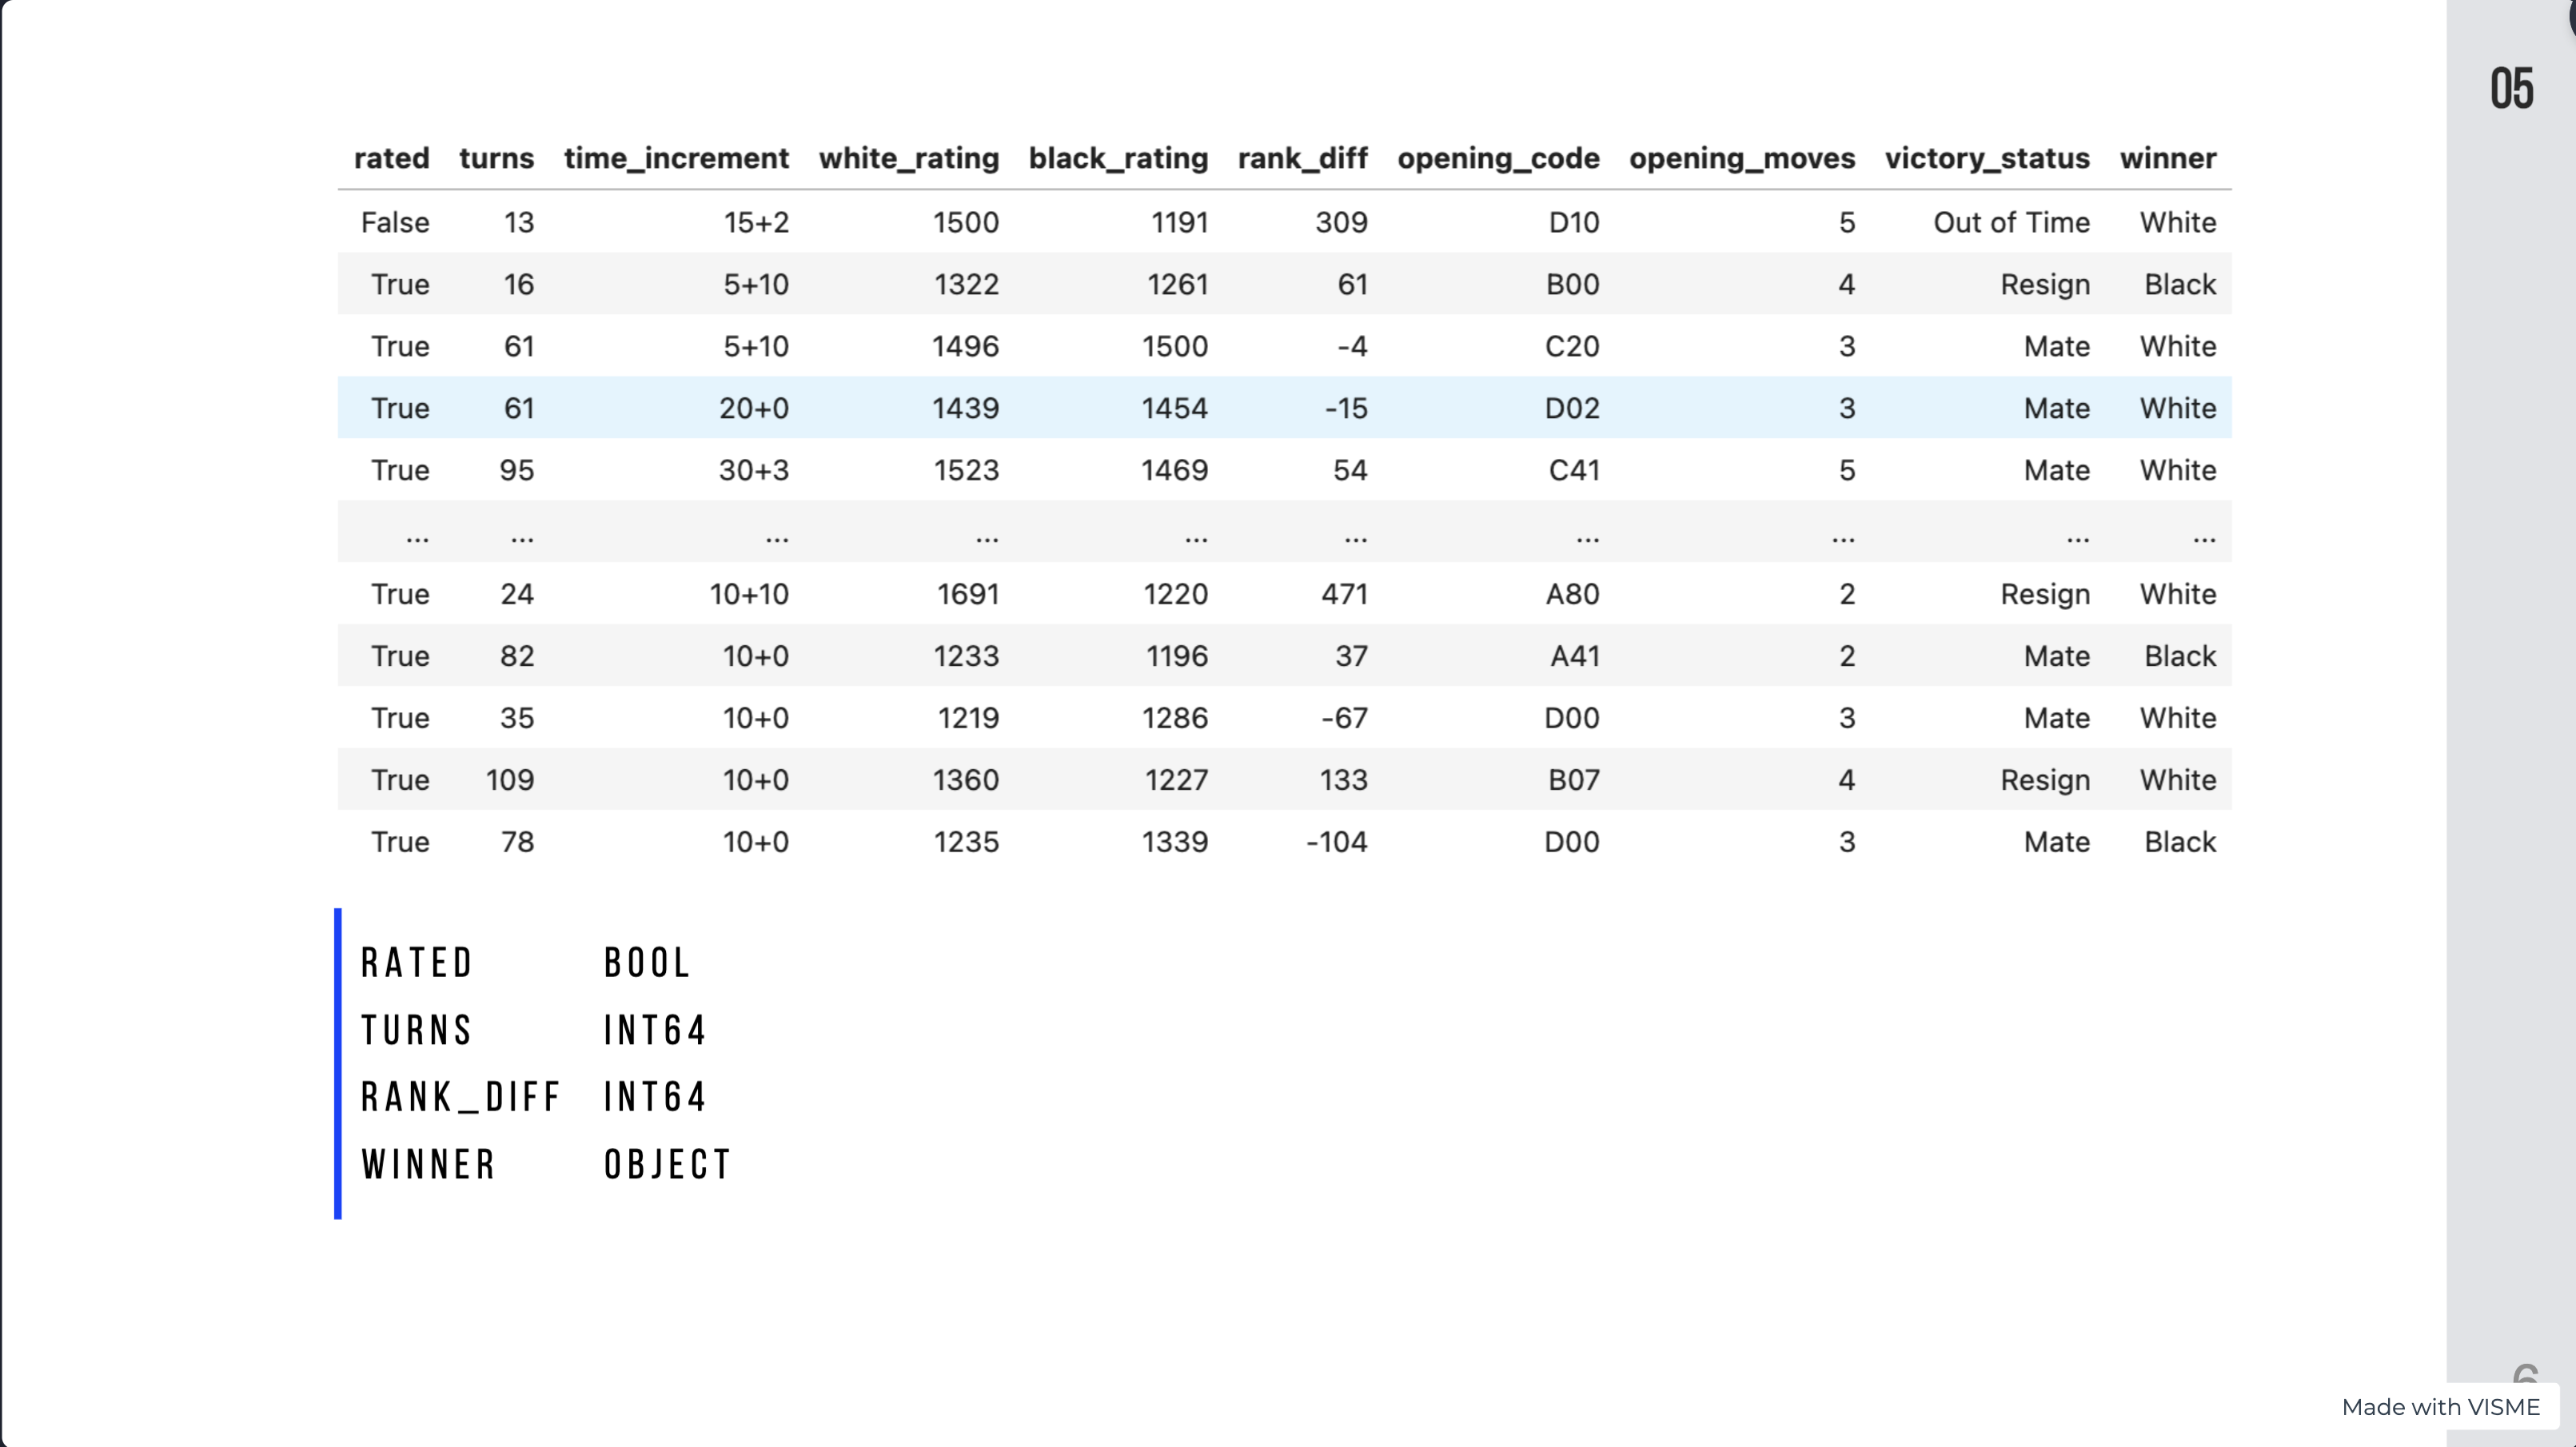 05
rated turns time_increment white_rating black_rating rank_diff opening_code opening_moves victory_status winner
False 13 15+2 1500 1191 309 D10 5 Out of Time White
True 16 5+10 1322 1261 61 B00 4 Resign Black
True 61 5+10 1496 1500 -4 C20 3 Mate White
True 61 20+0 1439 1454 -15 D02 3 Mate White
True 95 30+3 1523 1469 54 C41 5 Mate White
... ... ... ... ... ... ... ... ... ...
True 24 10+10 1691 1220 471 A80 2 Resign White
True 82 10+0 1233 1196 37 A41 2 Mate Black
True 35 10+0 1219 1286 -67 D00 3 Mate White
True 109 10+0 1360 1227 133 B07 4 Resign White
True 78 10+0 1235 1339 -104 D00 3 Mate Black
RATED BOOL
TURNS INT64
RANK_DIFF INT64
WINNER OBJECT
Made with VISME